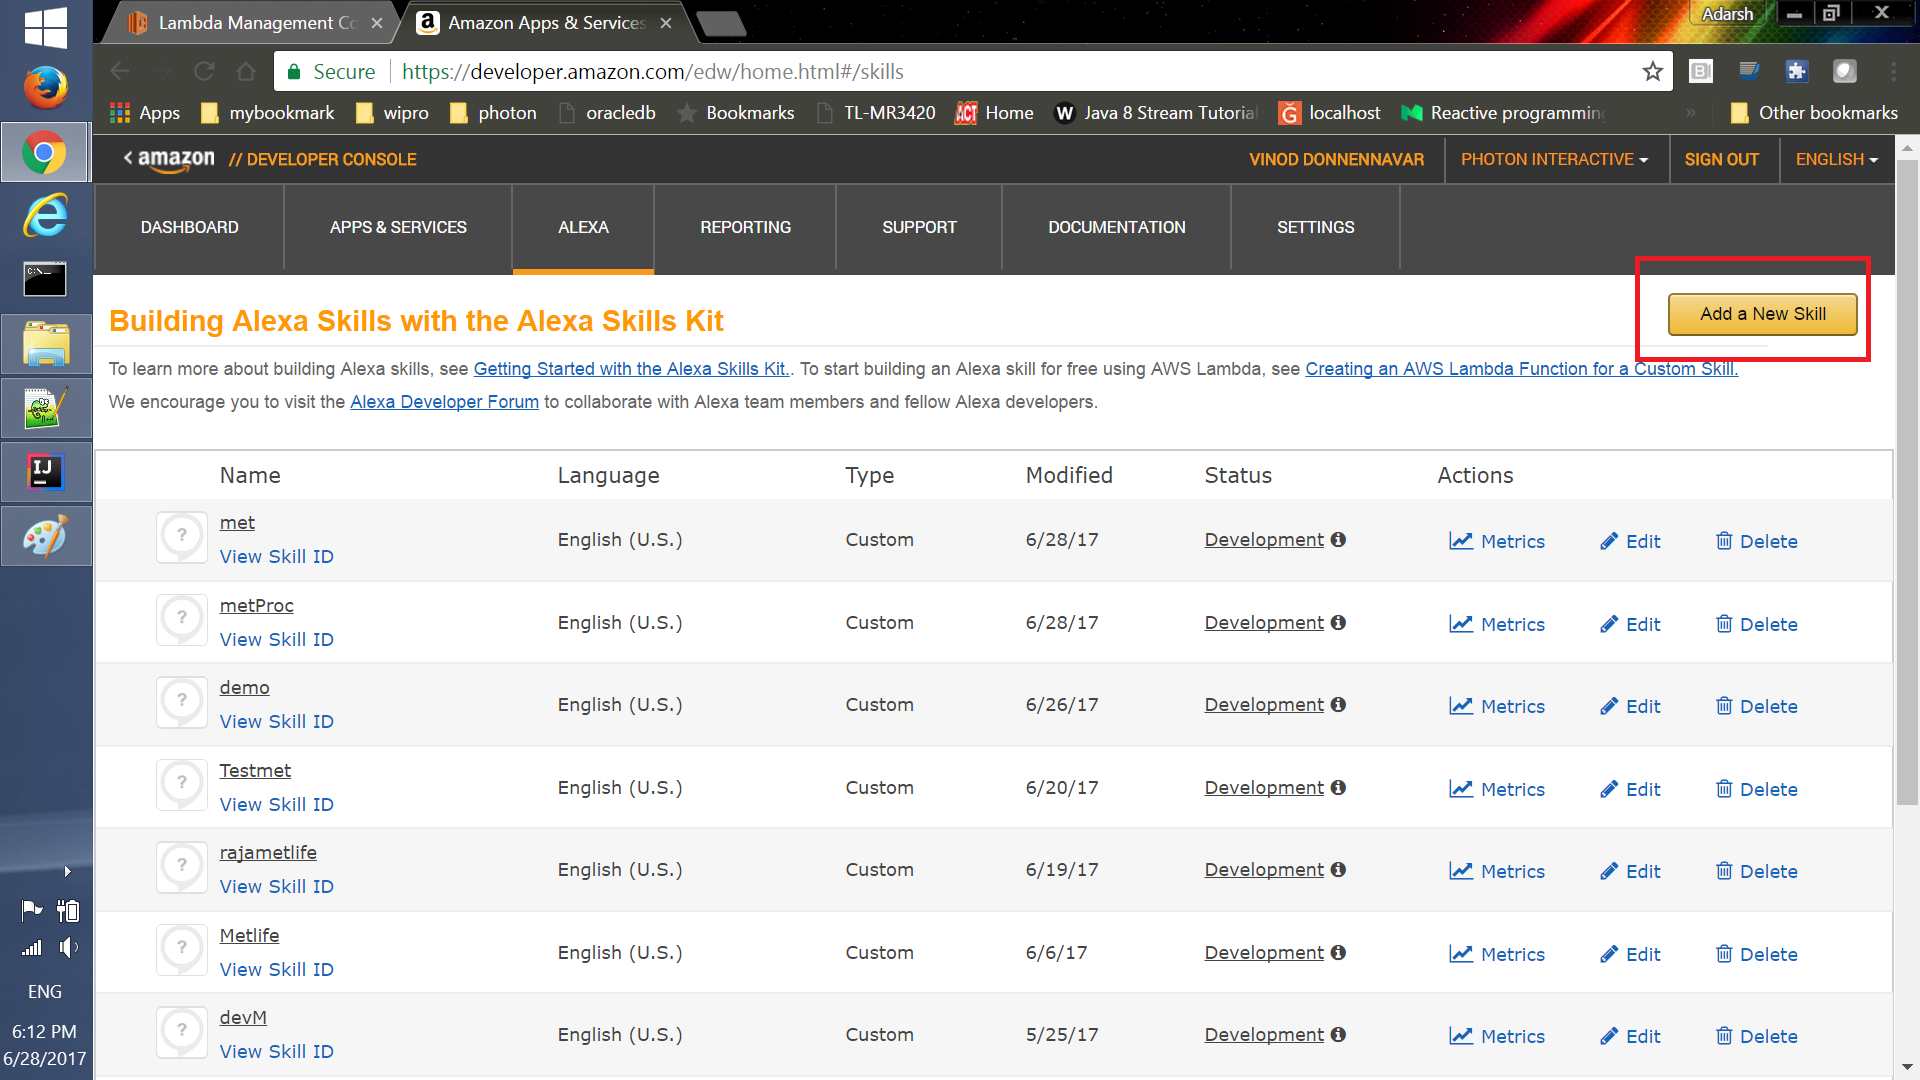 Lambda Management Co
Amazon Apps & Services
Adarsh
Secure
https://developer.amazon.com/edw/home.html#/skills
Apps
mybookmark
wipro
photon
oracledb
Bookmarks
TL-MR3420
ACT
Home
W
Java 8 Stream Tutorial
localhost
Reactive programming
Other bookmarks
amazon // DEVELOPER CONSOLE
VINOD DONNENNAVAR
PHOTON INTERACTIVE
SIGN OUT
ENGLISH
DASHBOARD
APPS & SERVICES
ALEXA
REPORTING
SUPPORT
DOCUMENTATION
SETTINGS
Building Alexa Skills with the Alexa Skills Kit
Add a New Skill
To learn more about building Alexa skills, see Getting Started with the Alexa Skills Kit.. To start building an Alexa skill for free using AWS Lambda, see Creating an AWS Lambda Function for a Custom Skill.
We encourage you to visit the Alexa Developer Forum to collaborate with Alexa team members and fellow Alexa developers.
Name Language Type Modified Status Actions
met
View Skill ID
English (U.S.) Custom 6/28/17 Development Metrics Edit Delete
metProc
View Skill ID
English (U.S.) Custom 6/28/17 Development Metrics Edit Delete
demo
View Skill ID
English (U.S.) Custom 6/26/17 Development Metrics Edit Delete
Testmet
View Skill ID
English (U.S.) Custom 6/20/17 Development Metrics Edit Delete
rajametlife
View Skill ID
English (U.S.) Custom 6/19/17 Development Metrics Edit Delete
Metlife
View Skill ID
English (U.S.) Custom 6/6/17 Development Metrics Edit Delete
devM
View Skill ID
English (U.S.) Custom 5/25/17 Development Metrics Edit Delete
IJ
ENG
6:12 PM
6/28/2017